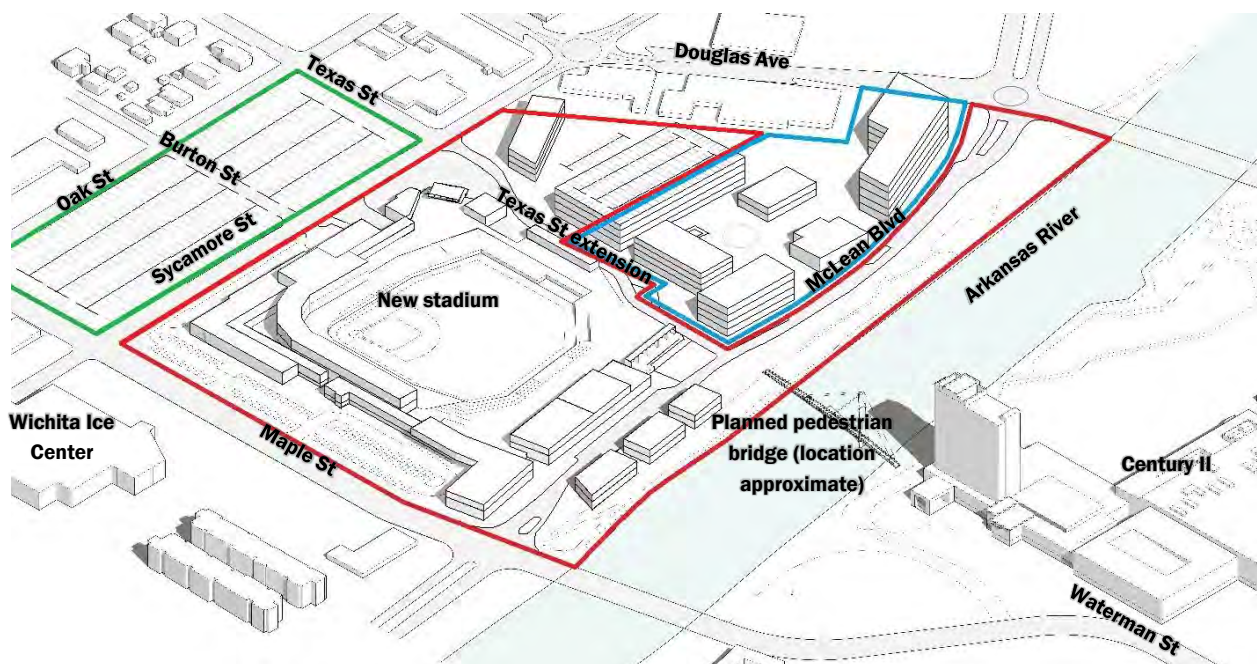 Douglas Ave
Texas St
Burton St
Oak St
Sycamore St
Texas St extension
McLean Blvd
Arkansas River
New stadium
Wichita Ice
Center
Maple St
Planned pedestrian
bridge (location
approximate)
Century II
Waterman St